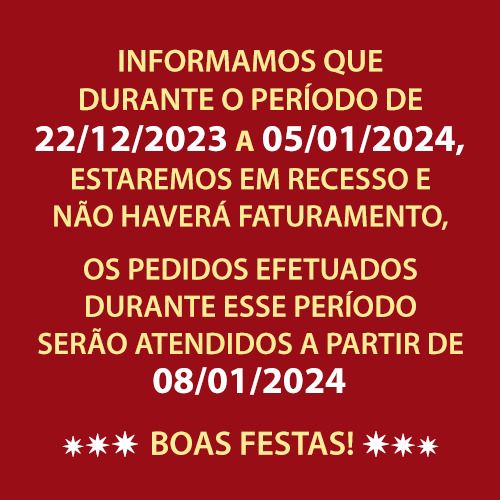 INFORMAMOS QUE
DURANTE O PERÍODO DE
22/12/2023 A 05/01/2024,
ESTAREMOS EM RECESSO E
NÃO HAVERÁ FATURAMENTO,
OS PEDIDOS EFETUADOS
DURANTE ESSE PERÍODO
SERÃO ATENDIDOS A PARTIR DE
08/01/2024
BOAS FESTAS!